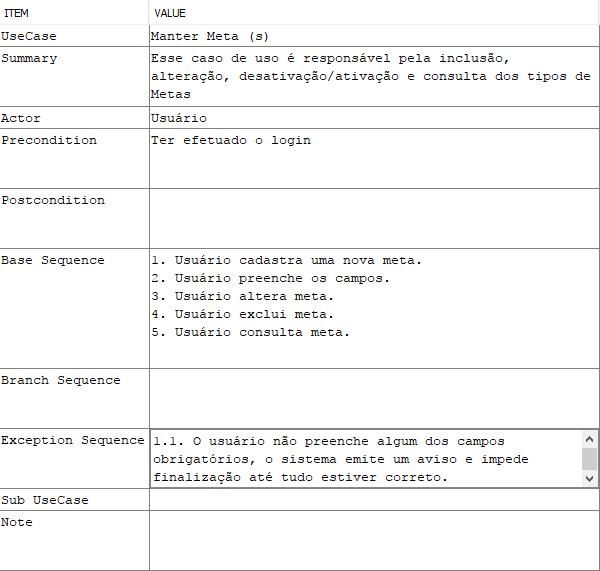 ITEM VALUE
UseCase Manter Meta (s)
Summary Esse caso de uso é responsável pela inclusão,
alteração, desativação/ativação e consulta dos tipos de
Metas
Actor Usuário
Precondition Ter efetuado o login
Postcondition
Base Sequence 1. Usuário cadastra uma nova meta.
2. Usuário preenche os campos.
3. Usuário altera meta.
4. Usuário exclui meta.
5. Usuário consulta meta.
Branch Sequence
Exception Sequence 1.1. O usuário não preenche algum dos campos
obrigatórios, o sistema emite um aviso e impede
finalização até tudo estiver correto.
Sub UseCase
Note